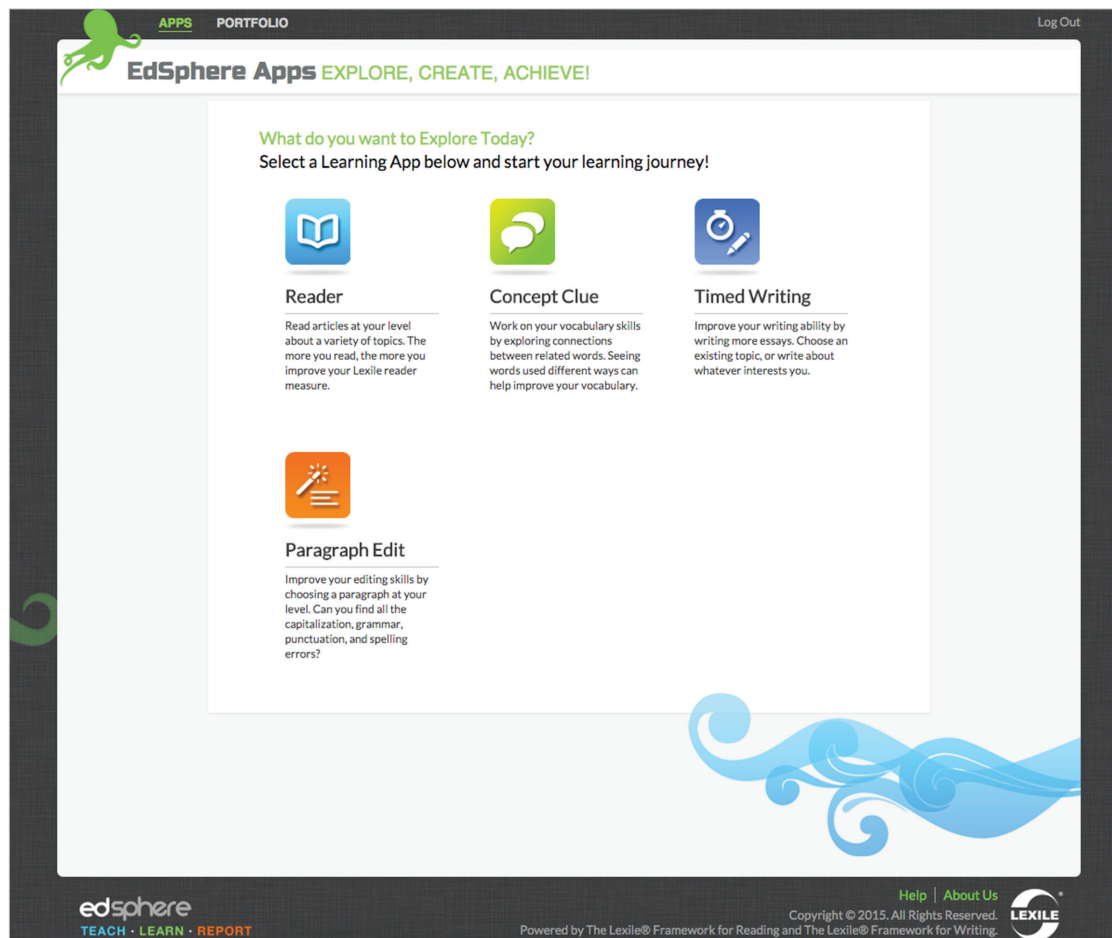 APPS PORTFOLIO Log Out
EdSphere Apps EXPLORE, CREATE, ACHIEVE!
What do you want to Explore Today?
Select a Learning App below and start your learning journey!
Reader
Read articles at your level
about a variety of topics. The
more you read, the more you
improve your Lexile reader
measure.
Concept Clue
Work on your vocabulary skills
by exploring connections
between related words. Seeing
words used different ways can
help improve your vocabulary.
Timed Writing
Improve your writing ability by
writing more essays. Choose an
existing topic, or write about
whatever interests you.
Paragraph Edit
Improve your editing skills by
choosing a paragraph at your
level. Can you find all the
capitalization, grammar,
punctuation, and spelling
errors?
edsphere
TEACH · LEARN · REPORT
Help | About Us
Copyright © 2015. All Rights Reserved.
Powered by The Lexile® Framework for Reading and The Lexile® Framework for Writing.
LEXILE